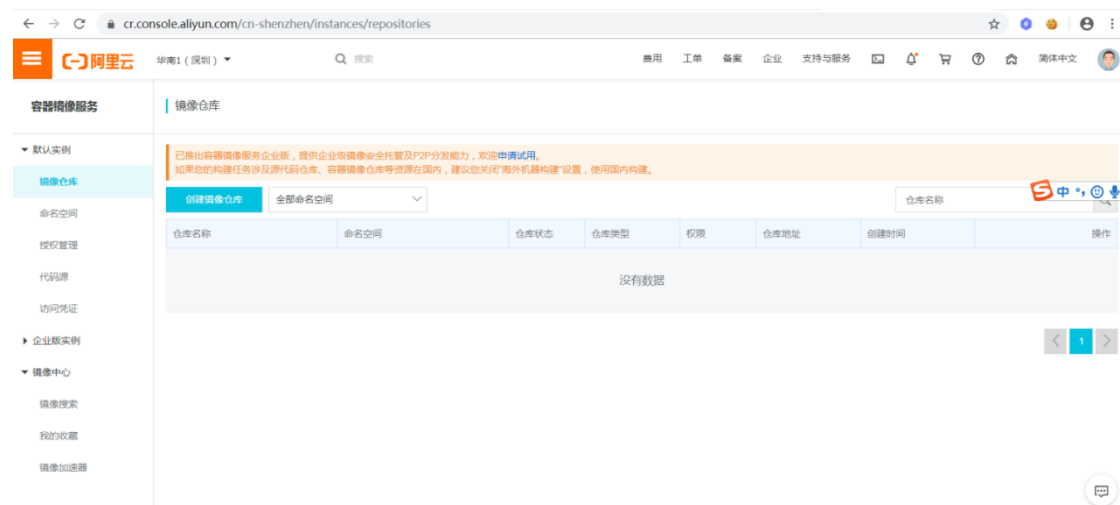 cr.console.aliyun.com/cn-shenzhen/instances/repositories
阿里云 华南1（深圳） 搜索 费用 工单 备案 企业 支持与服务 简体中文
容器镜像服务
镜像仓库
默认实例
镜像仓库
命名空间
授权管理
代码源
访问凭证
企业版实例
镜像中心
镜像搜索
我的收藏
镜像加速器
已推出容器镜像服务企业版，提供企业级镜像安全托管及P2P分发能力，欢迎申请试用。
如果您的构建任务涉及源代码仓库、容器镜像仓库等资源在国内，建议您关闭"海外机器构建"设置，使用国内构建。
创建镜像仓库 全部命名空间 仓库名称
中
仓库名称 命名空间 仓库状态 仓库类型 权限 仓库地址 创建时间 操作
没有数据
1